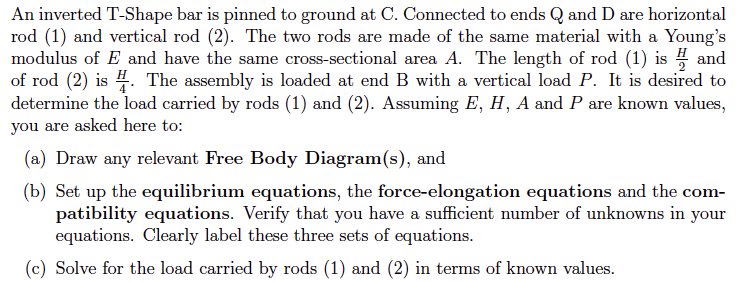 An inverted T-Shape bar is pinned to ground at C. Connected to ends Q and D are horizontal
rod (1) and vertical rod (2). The two rods are made of the same material with a Young's
modulus of E and have the same cross-sectional area A. The length of rod (1) is H/2 and
of rod (2) is H/4. The assembly is loaded at end B with a vertical load P. It is desired to
determine the load carried by rods (1) and (2). Assuming E, H, A and P are known values,
you are asked here to:
(a) Draw any relevant Free Body Diagram(s), and
(b) Set up the equilibrium equations, the force-elongation equations and the com-
patibility equations. Verify that you have a sufficient number of unknowns in your
equations. Clearly label these three sets of equations.
(c) Solve for the load carried by rods (1) and (2) in terms of known values.